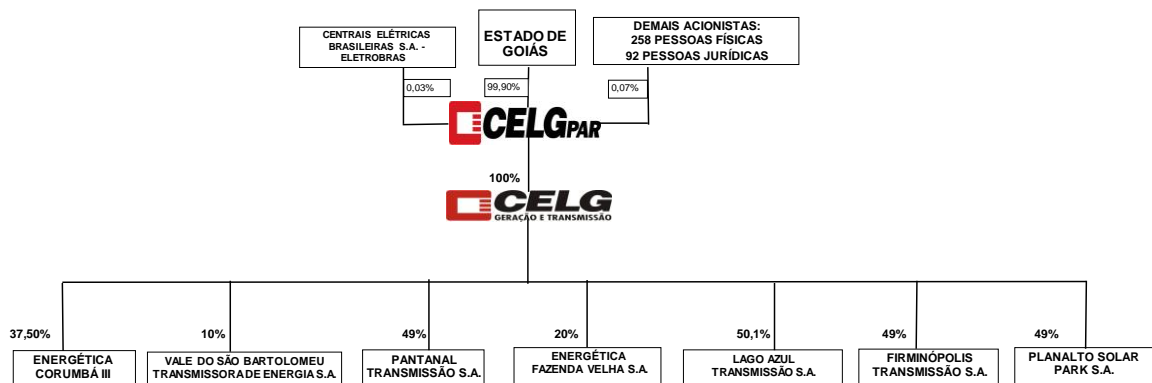 CENTRAIS ELÉTRICAS
BRASILEIRAS S.A. -
ELETROBRAS
ESTADO DE
GOIÁS
DEMAIS ACIONISTAS:
258 PESSOAS FÍSICAS
92 PESSOAS JURÍDICAS
0,03%
99,90%
0,07%
CELGPAR
100%
CELG
GERAÇÃO E TRANSMISSÃO
37,50%
10%
49%
20%
50,1%
49%
49%
ENERGÉTICA
CORUMBÁ III
VALE DO SÃO BARTOLOMEU
TRANSMISSORA DE ENERGIA S.A.
PANTANAL
TRANSMISSÃO S.A.
ENERGÉTICA
FAZENDA VELHA S.A.
LAGO AZUL
TRANSMISSÃO S.A.
FIRMINÓPOLIS
TRANSMISSÃO S.A.
PLANALTO SOLAR
PARK S.A.